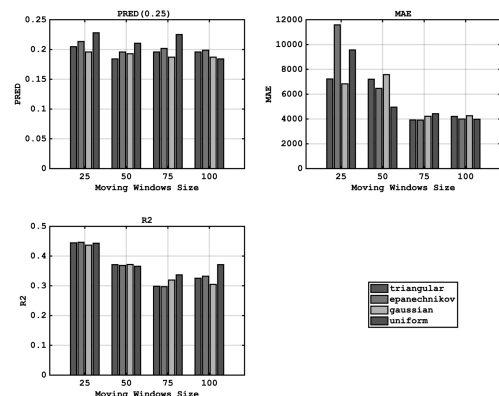 PRED(0.25)
0.25
0.2
0.15
0.1
0.05
0
PRED
25 50 75 100
Moving Windows Size
MAE
12000
10000
8000
6000
4000
2000
0
MAE
25 50 75 100
Moving Windows Size
R2
0.5
0.4
0.3
0.2
0.1
0
R2
25 50 75 100
Moving Windows Size
triangular
epanechnikov
gaussian
uniform